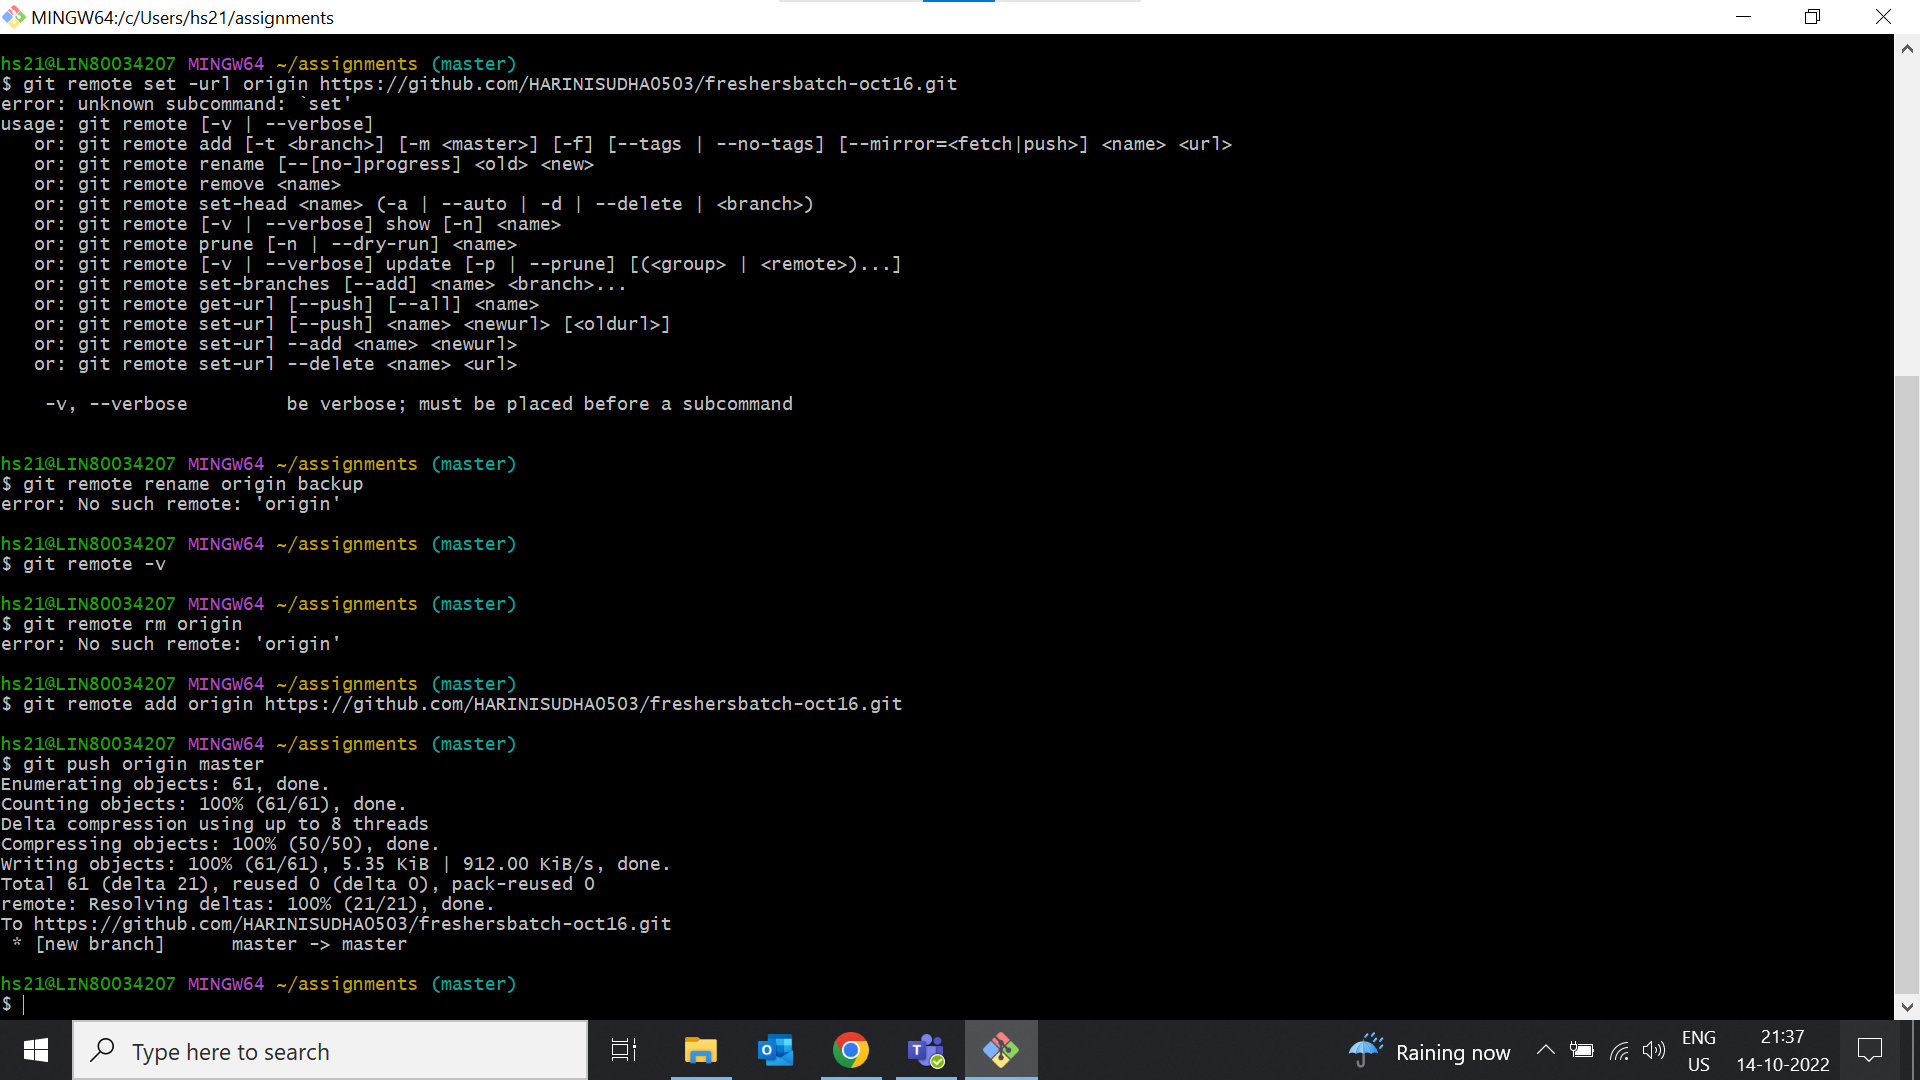 MINGW64:/c/Users/hs21/assignments
hs21@LIN80034207 MINGW64 ~/assignments (master)
$ git remote set -url origin https://github.com/HARINISUDHA0503/freshersbatch-oct16.git
error: unknown subcommand: `set'
usage: git remote [-v | --verbose]
   or: git remote add [-t <branch>] [-m <master>] [-f] [--tags | --no-tags] [--mirror=<fetch|push>] <name> <url>
   or: git remote rename [--[no-]progress] <old> <new>
   or: git remote remove <name>
   or: git remote set-head <name> (-a | --auto | -d | --delete | <branch>)
   or: git remote [-v | --verbose] show [-n] <name>
   or: git remote prune [-n | --dry-run] <name>
   or: git remote [-v | --verbose] update [-p | --prune] [(<group> | <remote>)...]
   or: git remote set-branches [--add] <name> <branch>...
   or: git remote get-url [--push] [--all] <name>
   or: git remote set-url [--push] <name> <newurl> [<oldurl>]
   or: git remote set-url --add <name> <newurl>
   or: git remote set-url --delete <name> <url>
    -v, --verbose         be verbose; must be placed before a subcommand
hs21@LIN80034207 MINGW64 ~/assignments (master)
$ git remote rename origin backup
error: No such remote: 'origin'
hs21@LIN80034207 MINGW64 ~/assignments (master)
$ git remote -v
hs21@LIN80034207 MINGW64 ~/assignments (master)
$ git remote rm origin
error: No such remote: 'origin'
hs21@LIN80034207 MINGW64 ~/assignments (master)
$ git remote add origin https://github.com/HARINISUDHA0503/freshersbatch-oct16.git
hs21@LIN80034207 MINGW64 ~/assignments (master)
$ git push origin master
Enumerating objects: 61, done.
Counting objects: 100% (61/61), done.
Delta compression using up to 8 threads
Compressing objects: 100% (50/50), done.
Writing objects: 100% (61/61), 5.35 KiB | 912.00 KiB/s, done.
Total 61 (delta 21), reused 0 (delta 0), pack-reused 0
remote: Resolving deltas: 100% (21/21), done.
To https://github.com/HARINISUDHA0503/freshersbatch-oct16.git
 * [new branch]      master -> master
hs21@LIN80034207 MINGW64 ~/assignments (master)
$
Type here to search
Raining now
ENG
US
21:37
14-10-2022